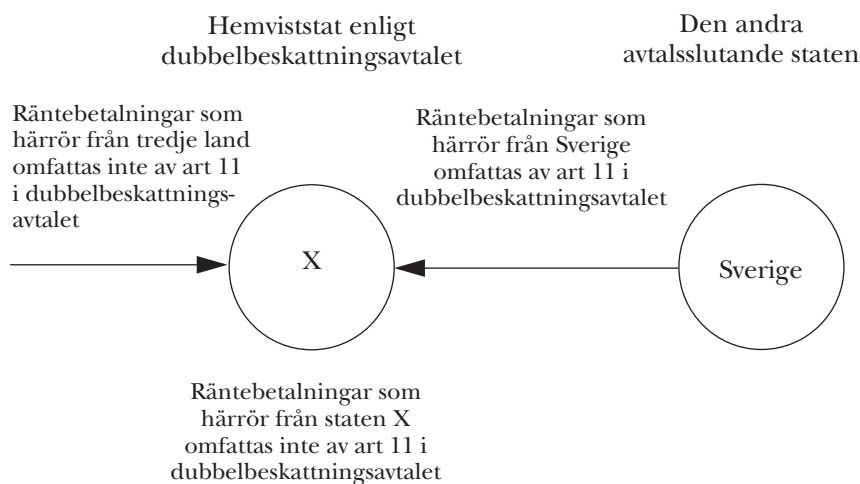 Hemviststat enligt
dubbelbeskattningsavtalet
Den andra
avtalsslutande staten
Räntebetalningar som
härrör från tredje land
omfattas inte av art 11
i dubbelbeskattnings-
avtalet
Räntebetalningar som
härrör från Sverige
omfattas av art 11 i
dubbelbeskattningsavtalet
X
Sverige
Räntebetalningar som
härrör från staten X
omfattas inte av art 11 i
dubbelbeskattningsavtalet